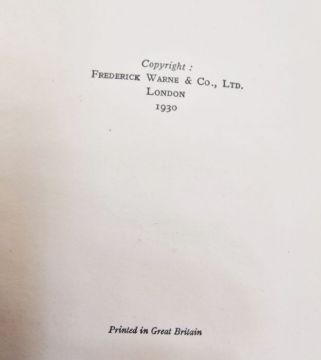 Copyright :
Frederick Warne & Co., Ltd.
London
1930
Printed in Great Britain